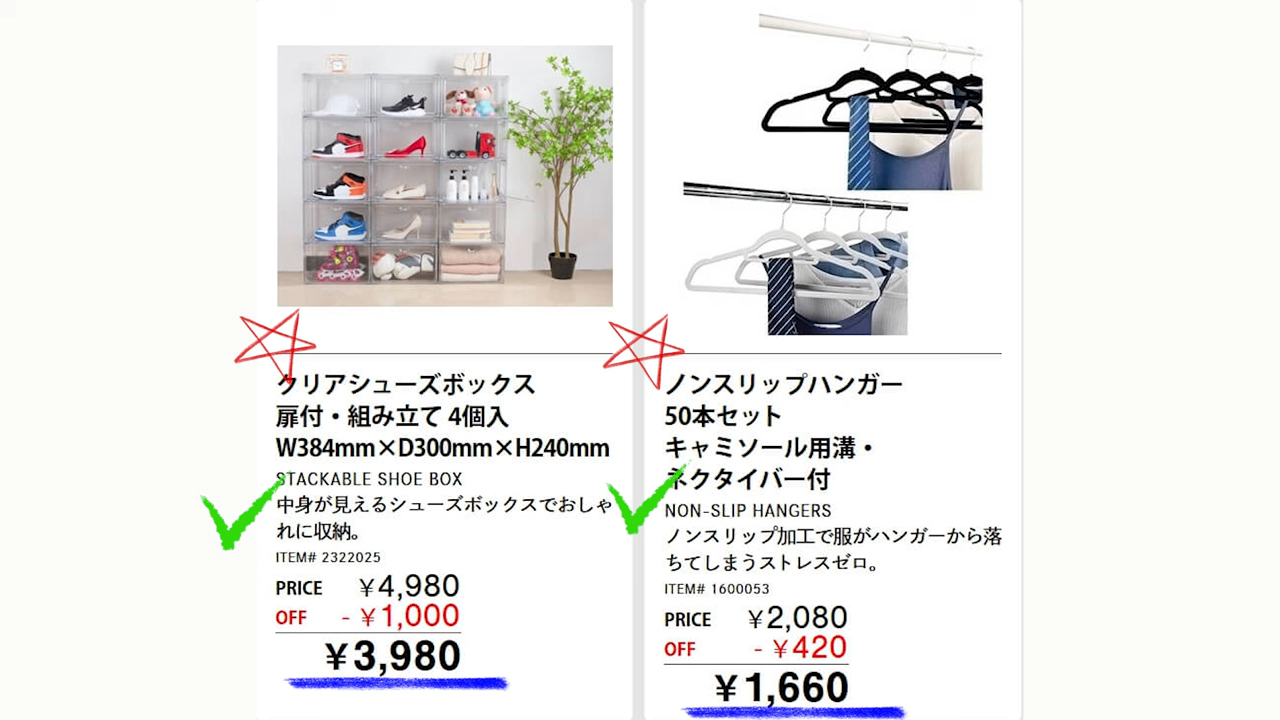 クリアシューズボックス
扉付・組み立て 4個入
W384mm×D300mm×H240mm
STACKABLE SHOE BOX
中身が見えるシューズボックスでおしゃ
れに収納。
ITEM# 2322025
PRICE ¥4,980
OFF - ¥1,000
¥3,980
ノンスリップハンガー
50本セット
キャミソール用溝・
ネクタイバー付
NON-SLIP HANGERS
ノンスリップ加工で服がハンガーから落
ちてしまうストレスゼロ。
ITEM# 1600053
PRICE ¥2,080
OFF - ¥420
¥1,660